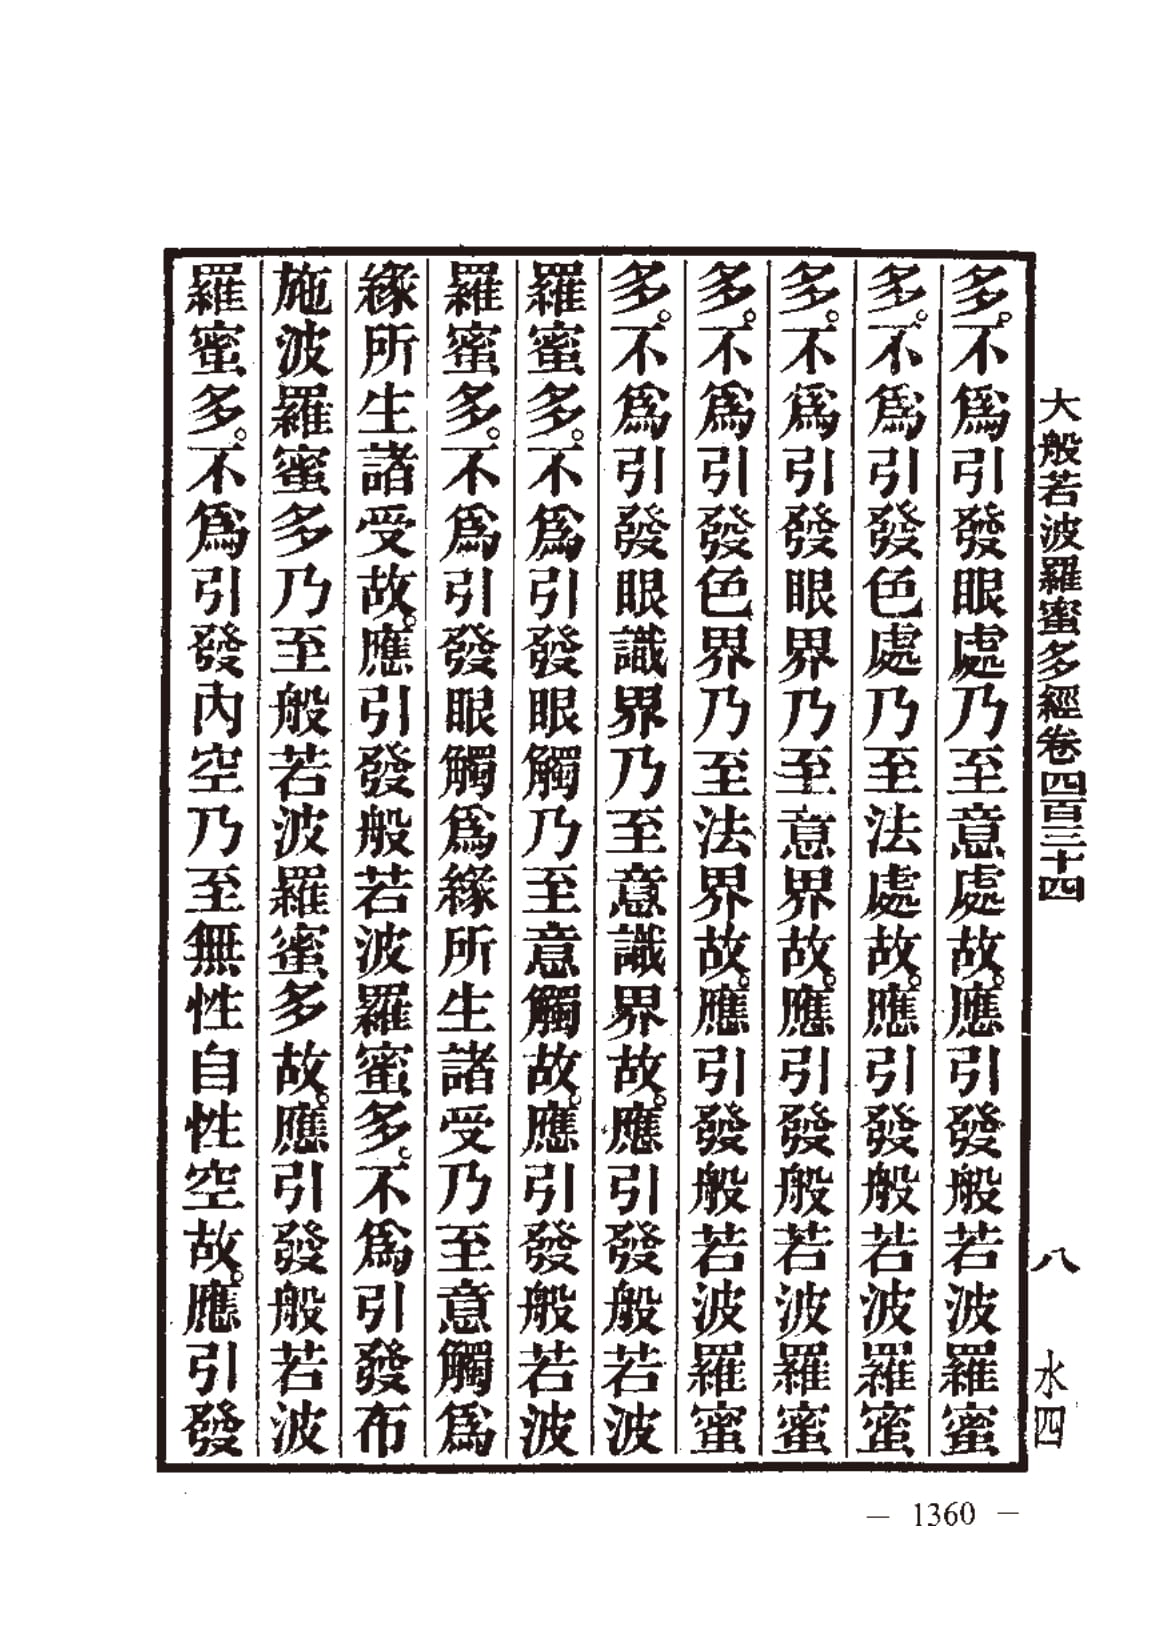 大般若波羅蜜多經卷四百三十四 八 水四
多。不爲引發眼處乃至意處故。應引發般若波羅蜜
多。不爲引發色處乃至法處故。應引發般若波羅蜜
多。不爲引發眼界乃至意界故。應引發般若波羅蜜
多。不爲引發色界乃至法界故。應引發般若波羅蜜
多。不爲引發眼識界乃至意識界故。應引發般若波
羅蜜多。不爲引發眼觸乃至意觸故。應引發般若波
羅蜜多。不爲引發眼觸爲緣所生諸受乃至意觸爲
緣所生諸受故。應引發般若波羅蜜多。不爲引發布
施波羅蜜多乃至般若波羅蜜多故。應引發般若波
羅蜜多。不爲引發內空乃至無性自性空故。應引發
— 1360 —